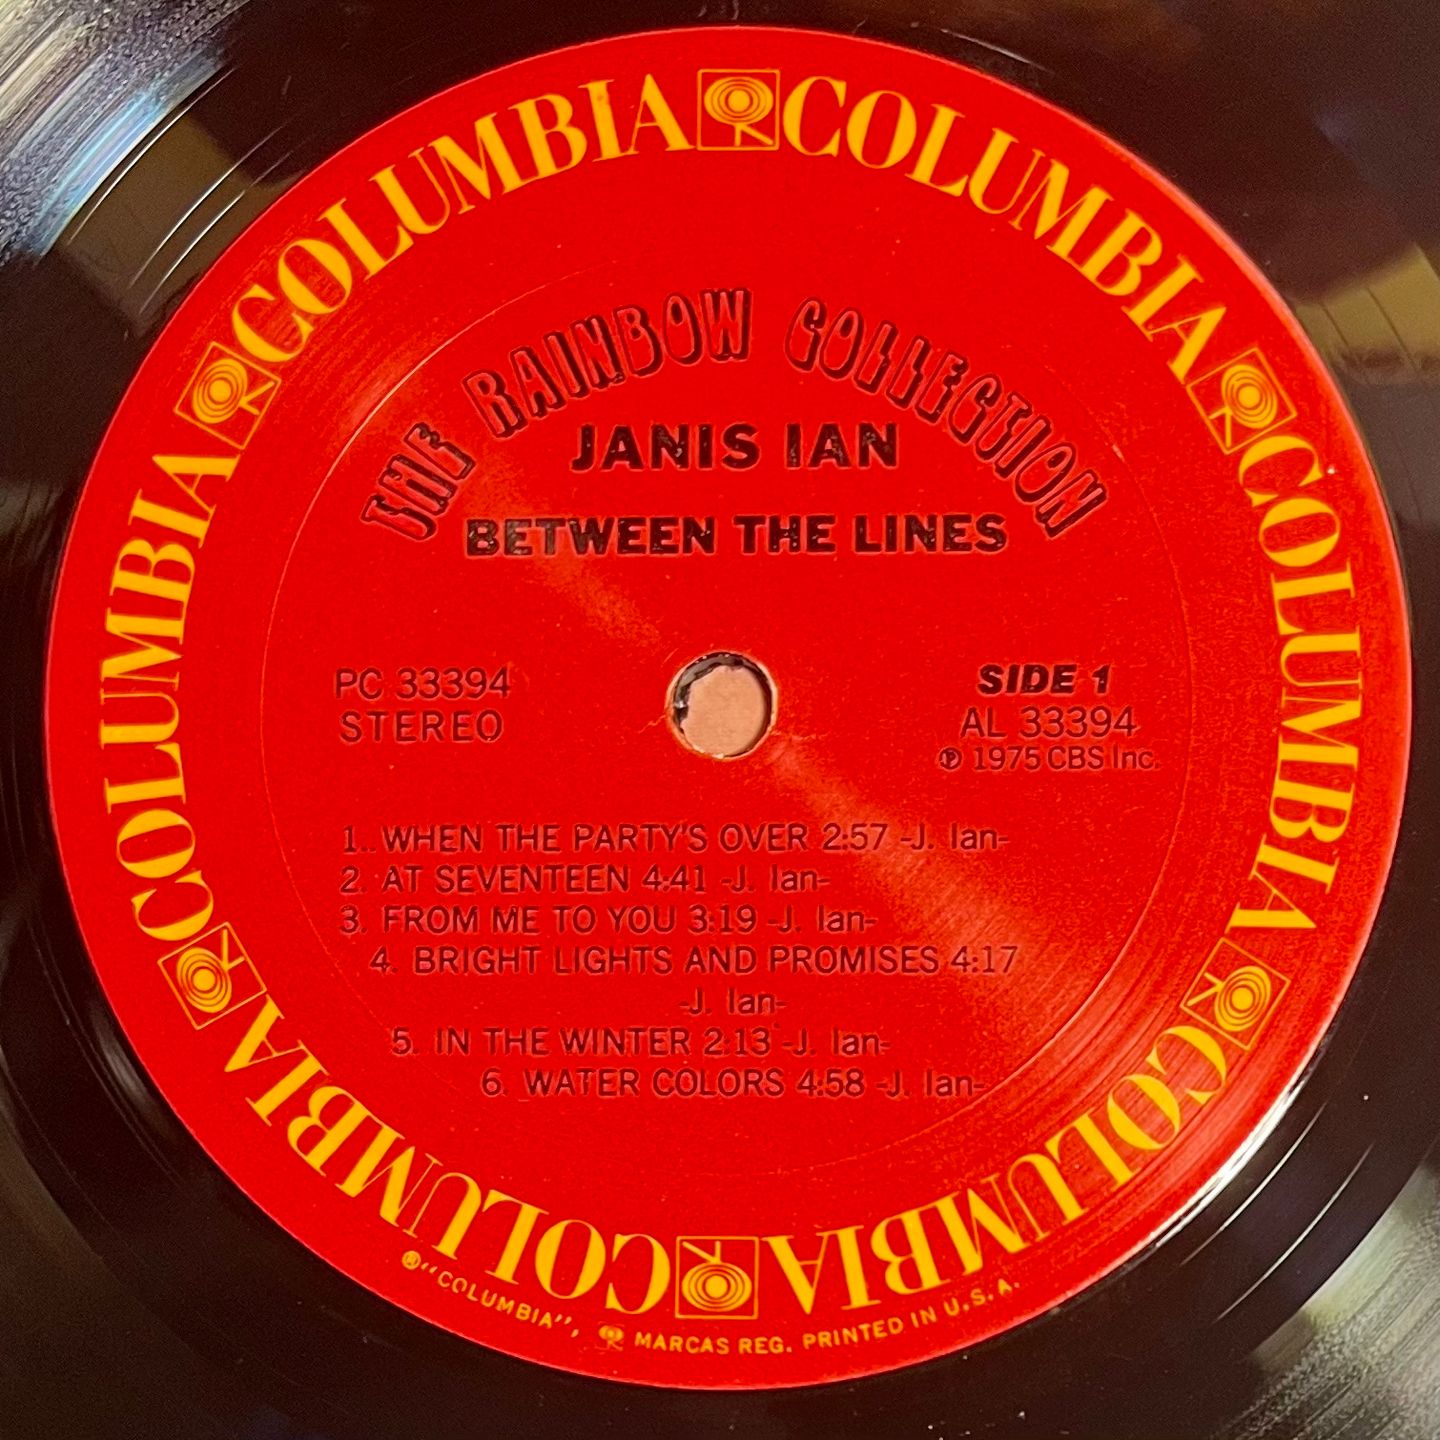 COLUMBIA COLUMBIA COLUMBIA COLUMBIA COLUMBIA COLUMBIA
THE RAINBOW COLLECTION
JANIS IAN
BETWEEN THE LINES
PC 33394
STEREO
SIDE 1
AL 33394
℗ 1975 CBS Inc.
1.. WHEN THE PARTY'S OVER 2:57 -J. Ian-
2. AT SEVENTEEN 4:41 -J. Ian-
3. FROM ME TO YOU 3:19 -J. Ian-
4. BRIGHT LIGHTS AND PROMISES 4:17
-J. Ian-
5. IN THE WINTER 2:13 -J. Ian-
6. WATER COLORS 4:58 -J. Ian-
® "COLUMBIA", MARCAS REG. PRINTED IN U.S.A.